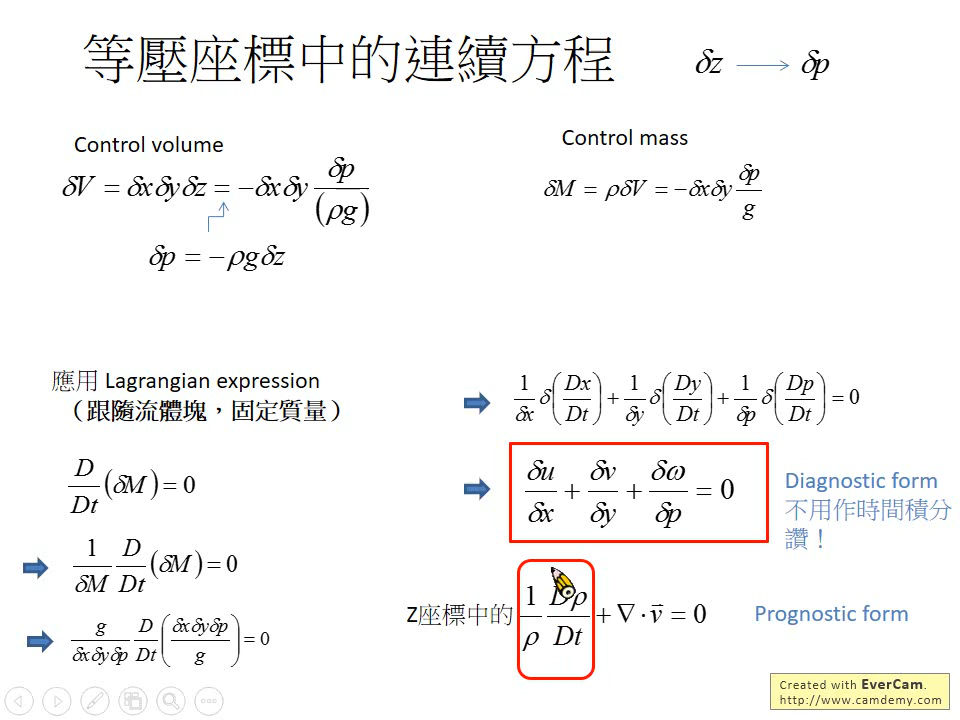 等壓座標中的連續方程
δz → δp
Control volume
δV = δxδyδz = −δxδy δp/(ρg)
δp = −ρgδz
Control mass
δM = ρδV = −δxδy δp/g
應用 Lagrangian expression
（跟隨流體塊，固定質量）
D/Dt (δM) = 0
1/δM D/Dt (δM) = 0
g/δxδyδp D/Dt (δxδyδp/g) = 0
1/δx δ(Dx/Dt) + 1/δy δ(Dy/Dt) + 1/δp δ(Dp/Dt) = 0
δu/δx + δv/δy + δω/δp = 0
Diagnostic form
不用作時間積分
讚！
Z座標中的 1/ρ Dρ/Dt + ∇ · v⃗ = 0
Prognostic form
Created with EverCam.
http://www.camdemy.com